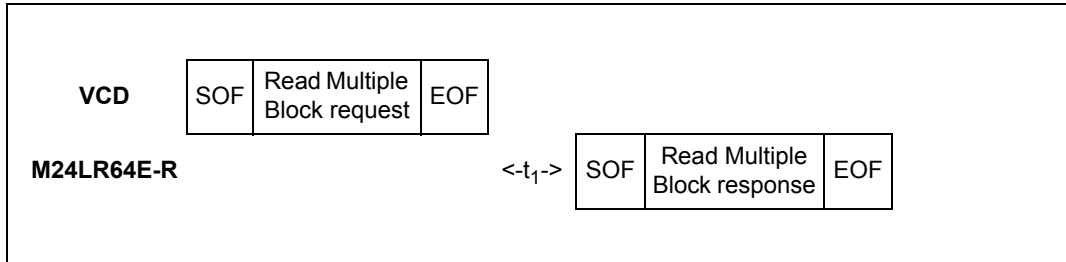 VCD SOF Read Multiple Block request EOF
M24LR64E-R <-t1-> SOF Read Multiple Block response EOF